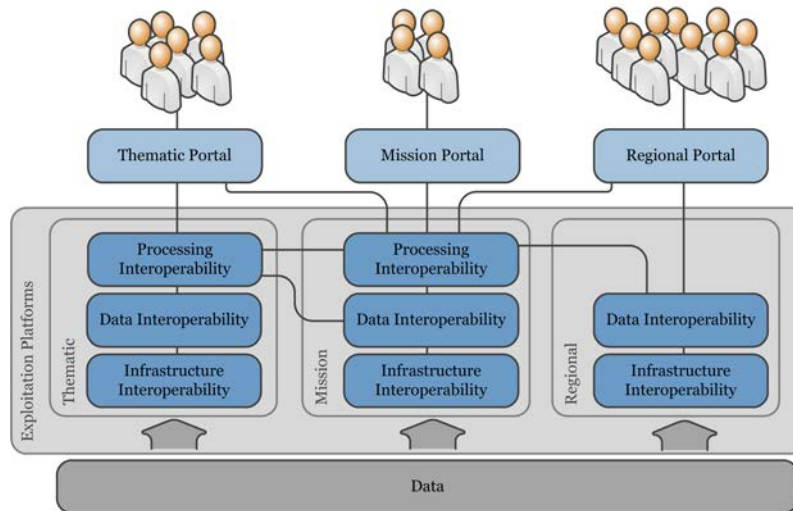 Thematic Portal
Mission Portal
Regional Portal
Exploitation Platforms
Thematic
Processing
Interoperability
Data Interoperability
Infrastructure
Interoperability
Mission
Processing
Interoperability
Data Interoperability
Infrastructure
Interoperability
Regional
Data Interoperability
Infrastructure
Interoperability
Data